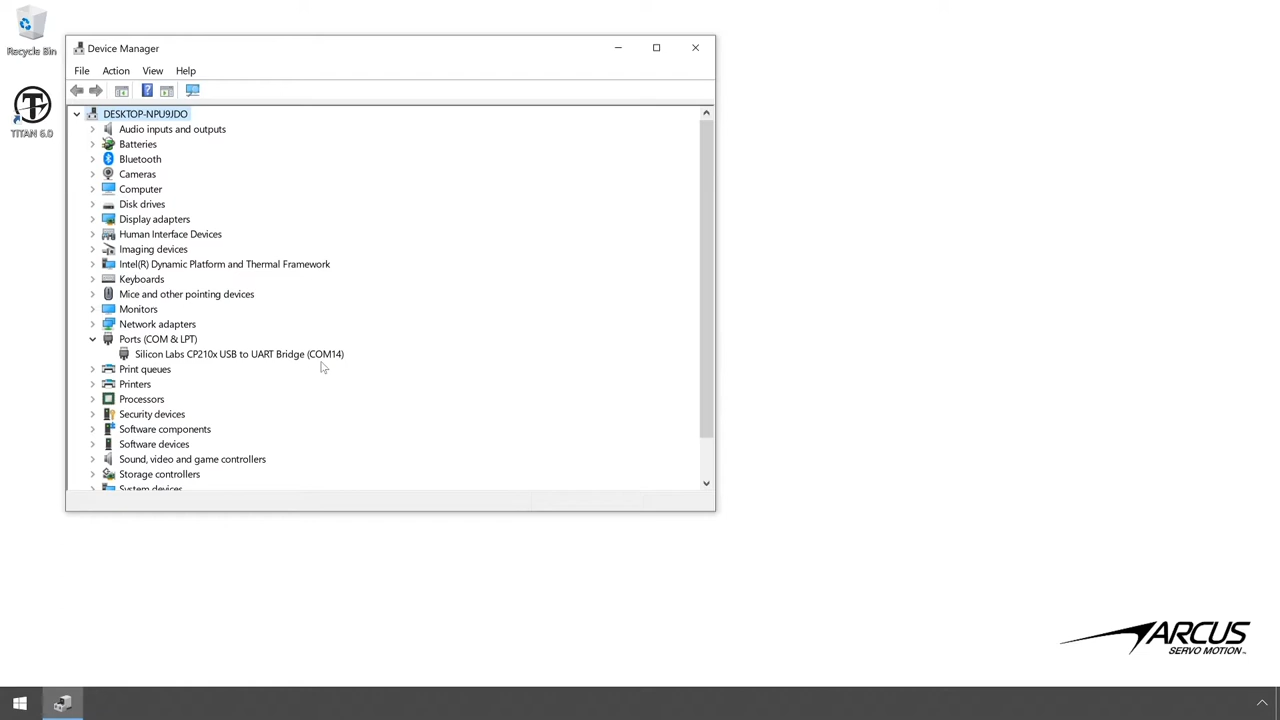 Recycle Bin
TITAN 6.0
Device Manager
File Action View Help
DESKTOP-NPU9JDO
Audio inputs and outputs
Batteries
Bluetooth
Cameras
Computer
Disk drives
Display adapters
Human Interface Devices
Imaging devices
Intel(R) Dynamic Platform and Thermal Framework
Keyboards
Mice and other pointing devices
Monitors
Network adapters
Ports (COM & LPT)
Silicon Labs CP210x USB to UART Bridge (COM14)
Print queues
Printers
Processors
Security devices
Software components
Software devices
Sound, video and game controllers
Storage controllers
System devices
ARCUS
SERVO MOTION